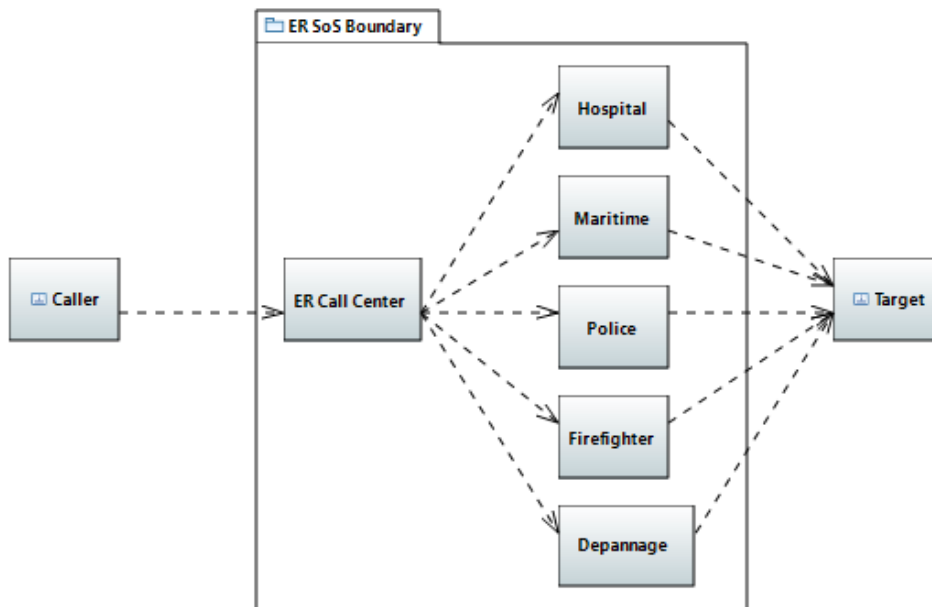 ER SoS Boundary
Hospital
Maritime
Caller
ER Call Center
Police
Target
Firefighter
Depannage